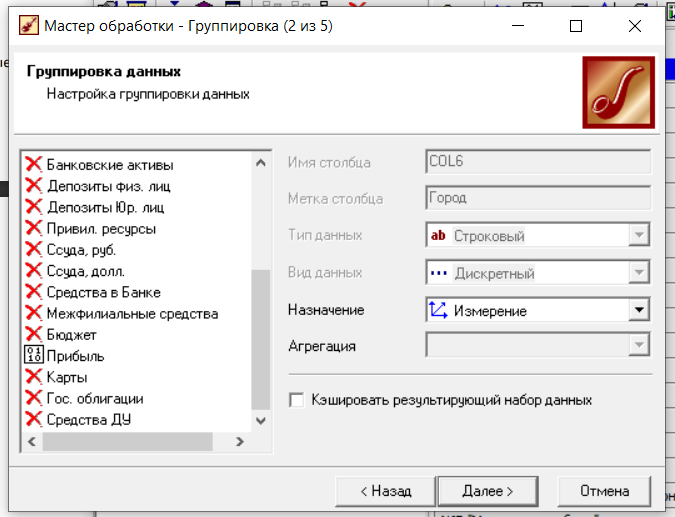 Мастер обработки - Группировка (2 из 5)
Группировка данных
Настройка группировки данных
Банковские активы
Депозиты физ. лиц
Депозиты Юр. лиц
Привил. ресурсы
Ссуда, руб.
Ссуда, долл.
Средства в Банке
Межфилиальные средства
Бюджет
Прибыль
Карты
Гос. облигации
Средства ДУ
Имя столбца
COL6
Метка столбца
Город
Тип данных
ab Строковый
Вид данных
Дискретный
Назначение
Измерение
Агрегация
Кэшировать результирующий набор данных
< Назад
Далее >
Отмена